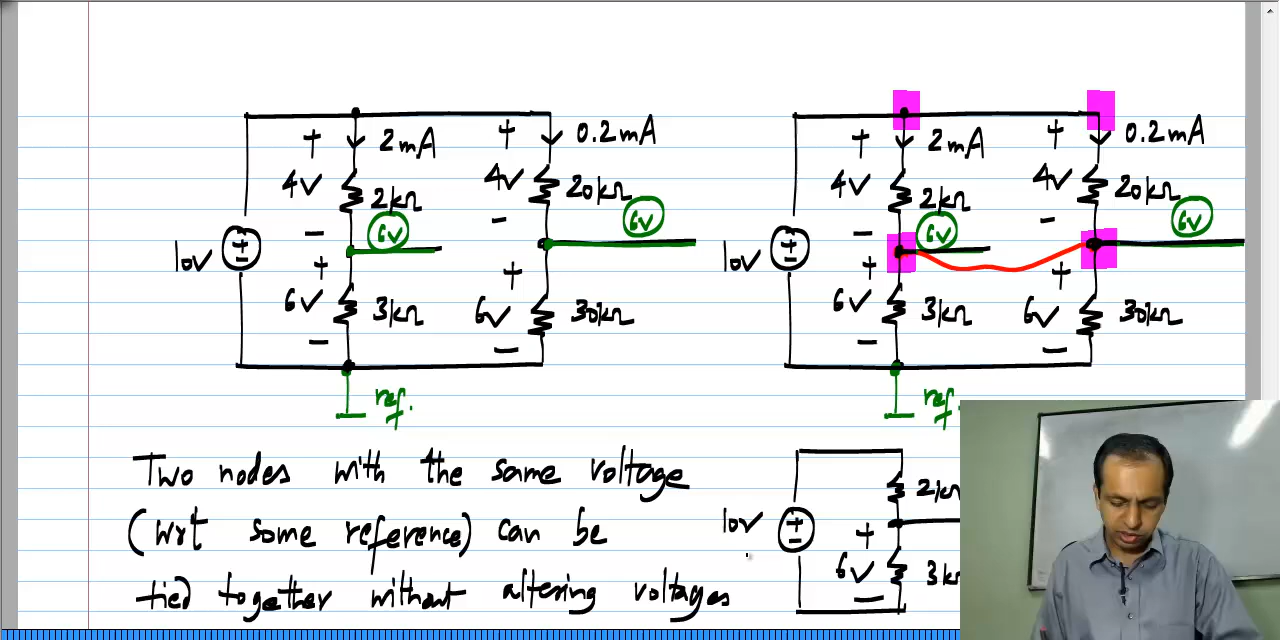 + 2mA + 0.2mA
4V 2kΩ 4V 20kΩ
- 6V - 6V
10V + +
6V 3kΩ 6V 30kΩ
- -
ref.
+ 2mA + 0.2mA
4V 2kΩ 4V 20kΩ
- 6V - 6V
10V + +
6V 3kΩ 6V 30kΩ
- -
ref.
Two nodes with the same voltage
(wrt some reference) can be
tied together without altering voltages
10V
+
6V
-